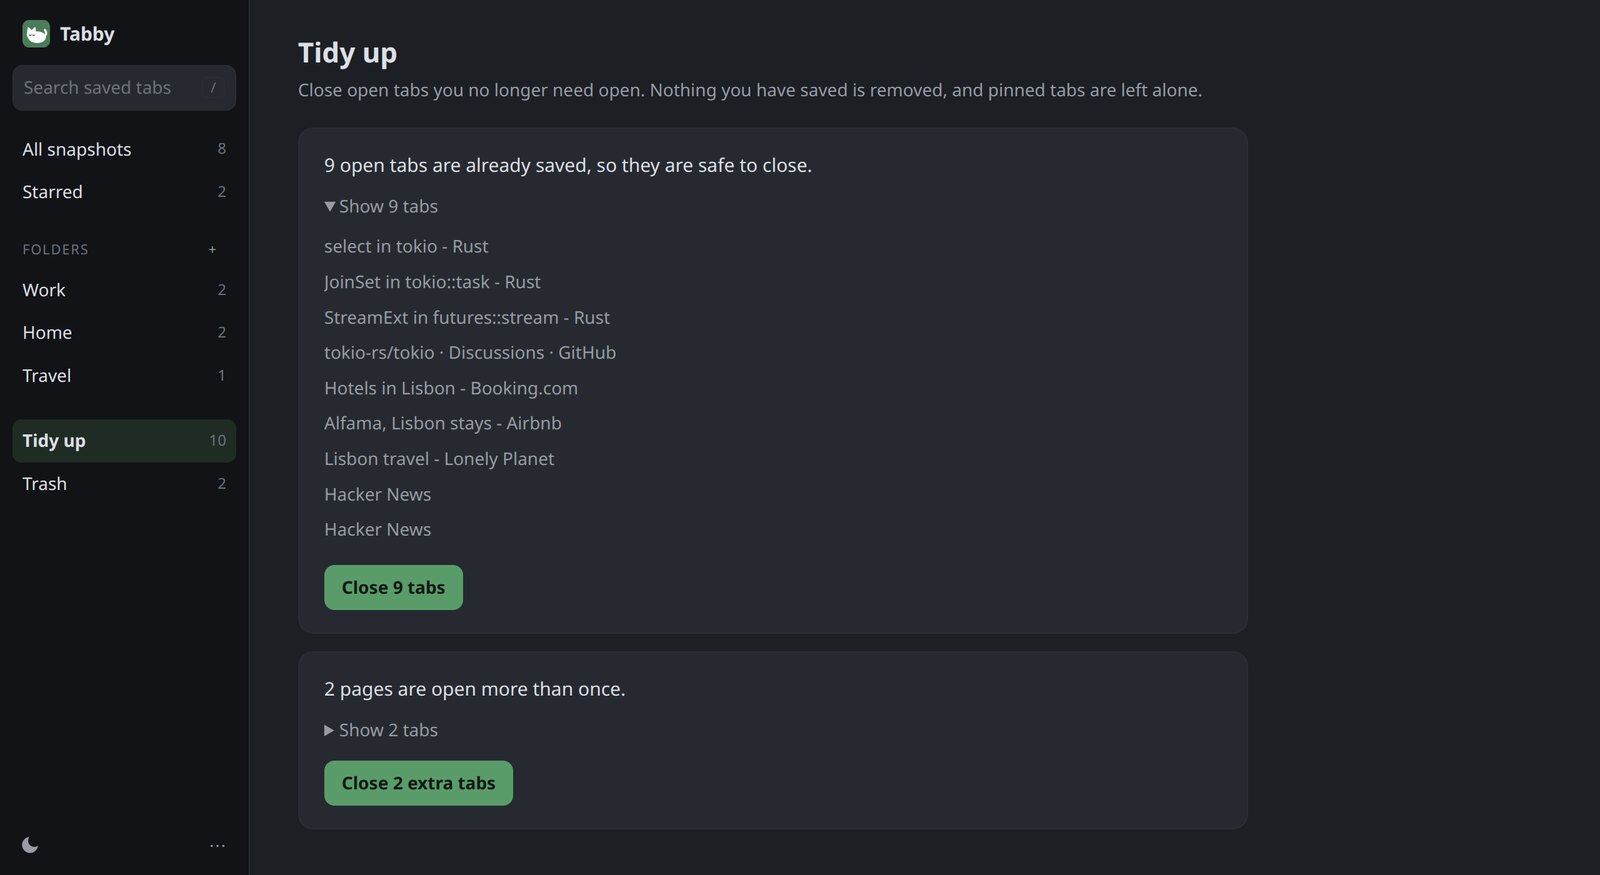 Tabby
Search saved tabs /
All snapshots 8
Starred 2
FOLDERS +
Work 2
Home 2
Travel 1
Tidy up 10
Trash 2
...
Tidy up
Close open tabs you no longer need open. Nothing you have saved is removed, and pinned tabs are left alone.
9 open tabs are already saved, so they are safe to close.
▼ Show 9 tabs
select in tokio - Rust
JoinSet in tokio::task - Rust
StreamExt in futures::stream - Rust
tokio-rs/tokio · Discussions · GitHub
Hotels in Lisbon - Booking.com
Alfama, Lisbon stays - Airbnb
Lisbon travel - Lonely Planet
Hacker News
Hacker News
Close 9 tabs
2 pages are open more than once.
▶ Show 2 tabs
Close 2 extra tabs